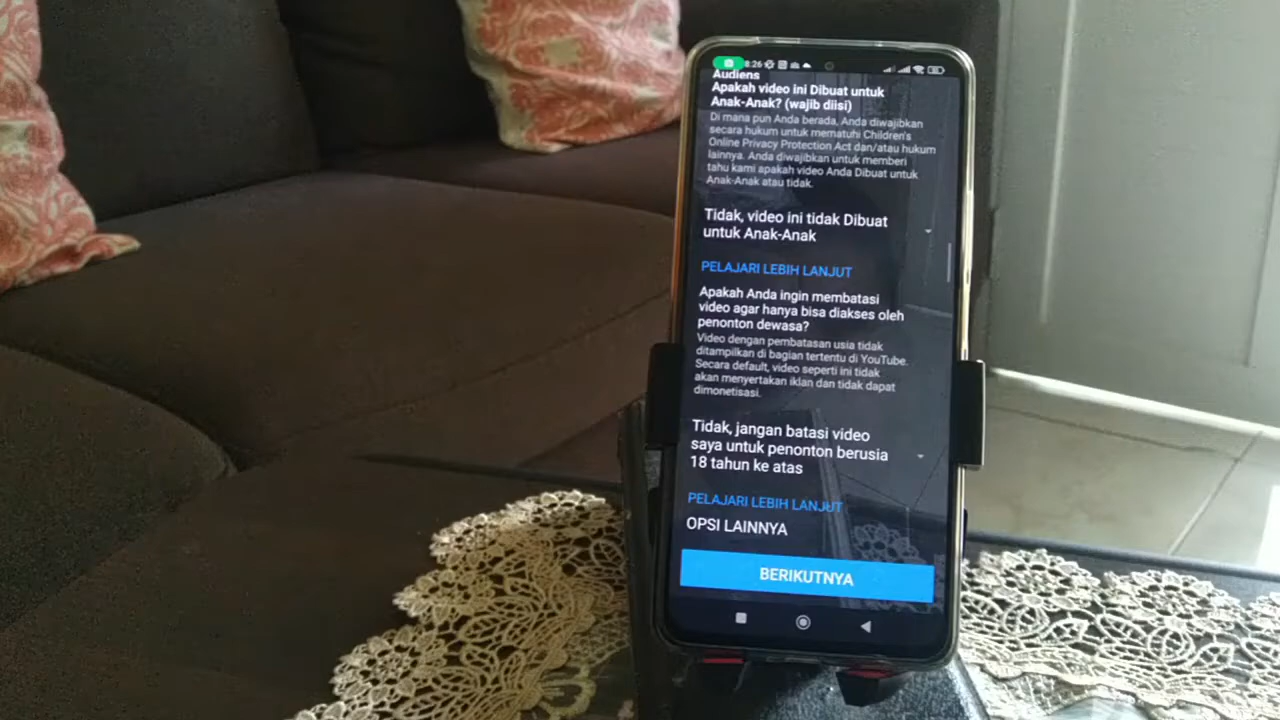 8:26
Audiens
Apakah video ini Dibuat untuk
Anak-Anak? (wajib diisi)
Di mana pun Anda berada, Anda diwajibkan
secara hukum untuk mematuhi Children's
Online Privacy Protection Act dan/atau hukum
lainnya. Anda diwajibkan untuk memberi
tahu kami apakah video Anda Dibuat untuk
Anak-Anak atau tidak.
Tidak, video ini tidak Dibuat
untuk Anak-Anak
PELAJARI LEBIH LANJUT
Apakah Anda ingin membatasi
video agar hanya bisa diakses oleh
penonton dewasa?
Video dengan pembatasan usia tidak
ditampilkan di bagian tertentu di YouTube.
Secara default, video seperti ini tidak
akan menyertakan iklan dan tidak dapat
dimonetisasi.
Tidak, jangan batasi video
saya untuk penonton berusia
18 tahun ke atas
PELAJARI LEBIH LANJUT
OPSI LAINNYA
BERIKUTNYA